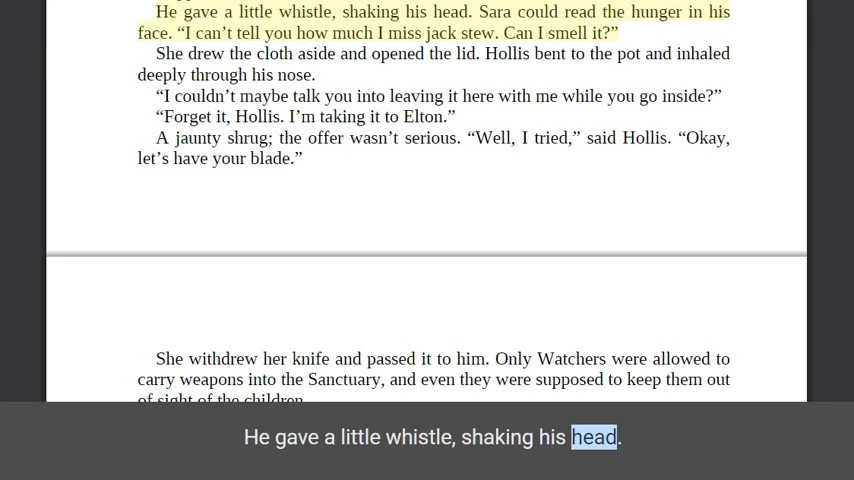 He gave a little whistle, shaking his head. Sara could read the hunger in his
face. “I can’t tell you how much I miss jack stew. Can I smell it?”
She drew the cloth aside and opened the lid. Hollis bent to the pot and inhaled
deeply through his nose.
“I couldn’t maybe talk you into leaving it here with me while you go inside?”
“Forget it, Hollis. I’m taking it to Elton.”
A jaunty shrug; the offer wasn’t serious. “Well, I tried,” said Hollis. “Okay,
let’s have your blade.”
She withdrew her knife and passed it to him. Only Watchers were allowed to
carry weapons into the Sanctuary, and even they were supposed to keep them out
of sight of the children.
He gave a little whistle, shaking his head.